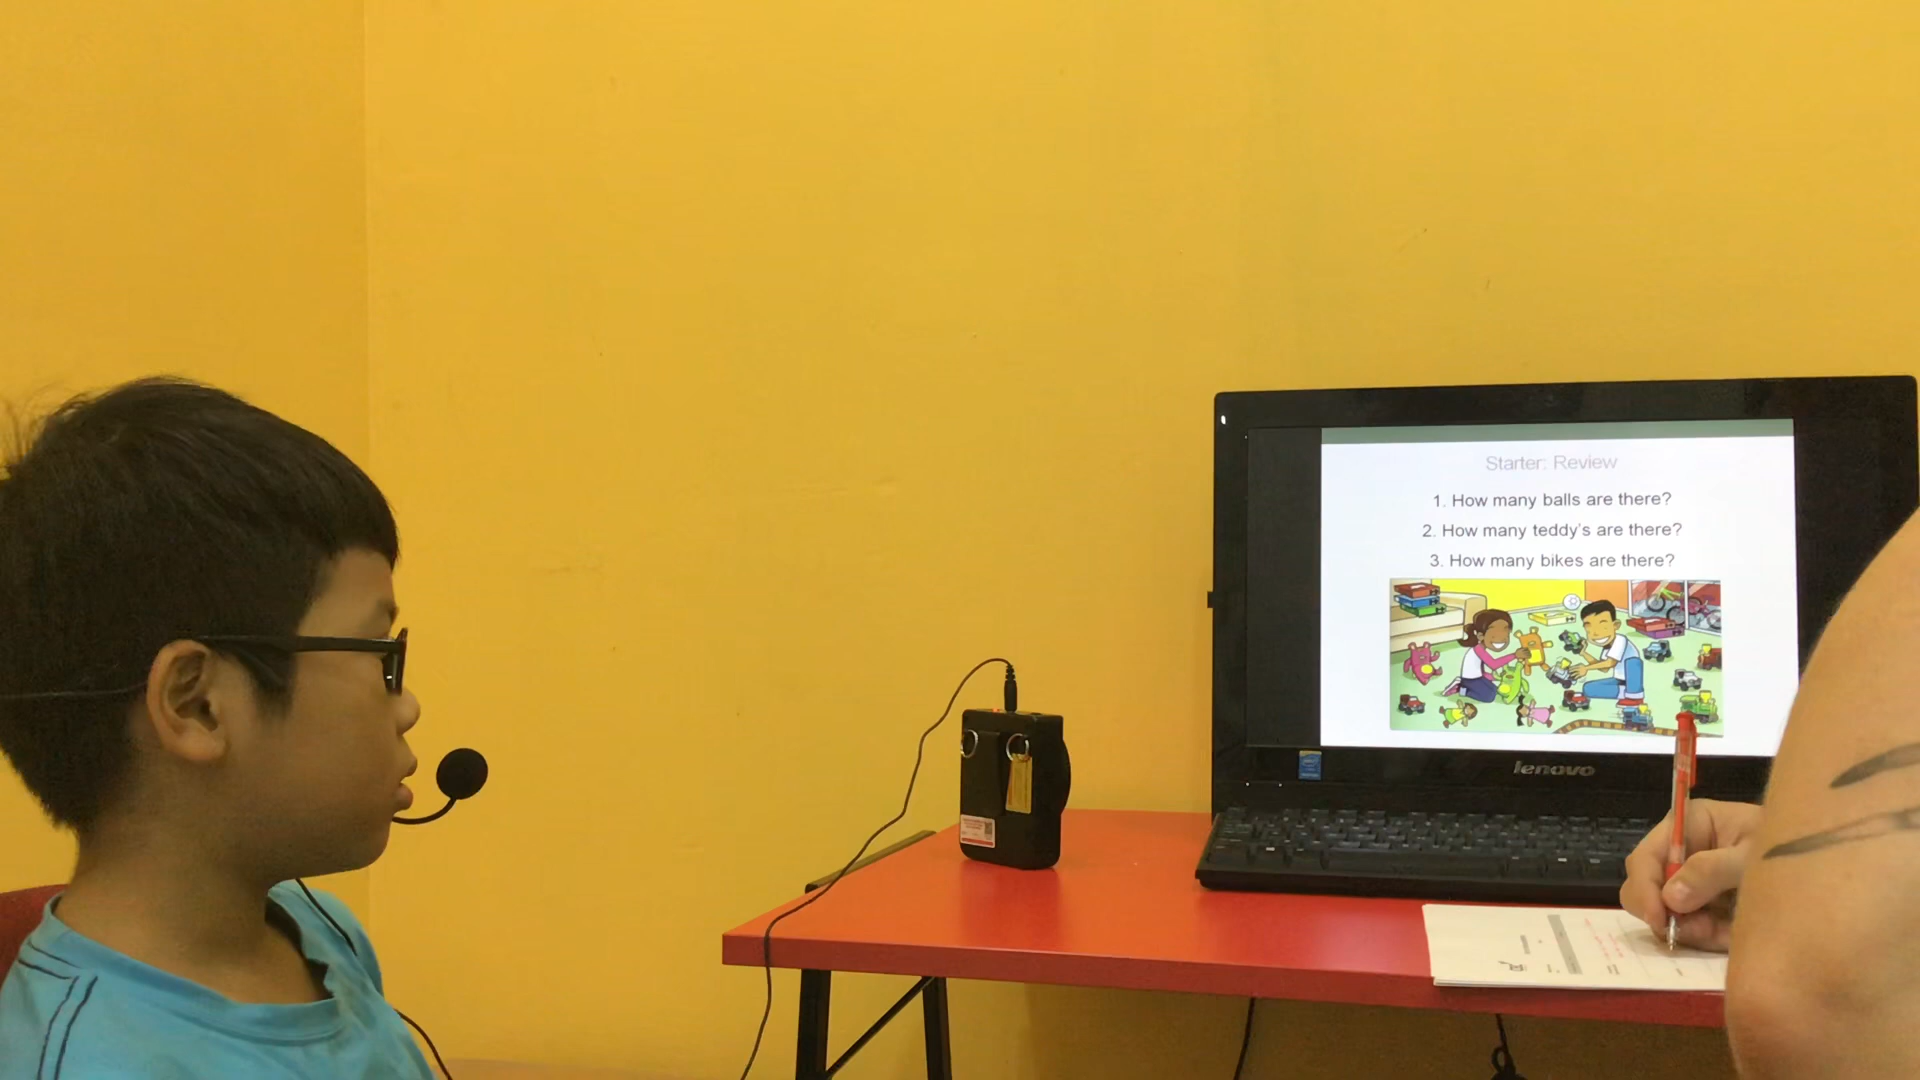 Starter: Review
1. How many balls are there?
2. How many teddy's are there?
3. How many bikes are there?
lenovo